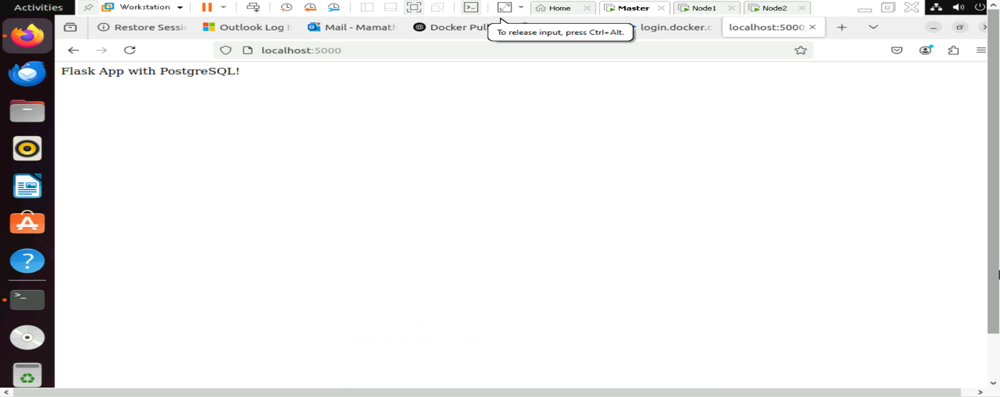 Activities Workstation Home Master Node1 Node2
Restore Sessi Outlook Log I Mail - Mamath Docker Pull login.docker.c localhost:5000/
To release input, press Ctrl+Alt.
localhost:5000
Flask App with PostgreSQL!